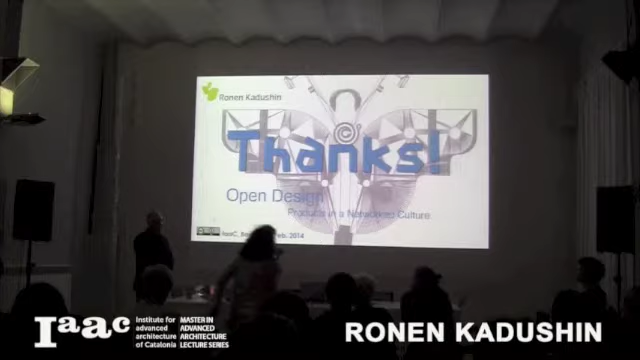 Ronen Kadushin
Thanks!
Open Design
Products in a Networked Culture.
2014
Iaac
Institute for
advanced
architecture
of Catalonia
MASTER IN
ADVANCED
ARCHITECTURE
LECTURE SERIES
RONEN KADUSHIN